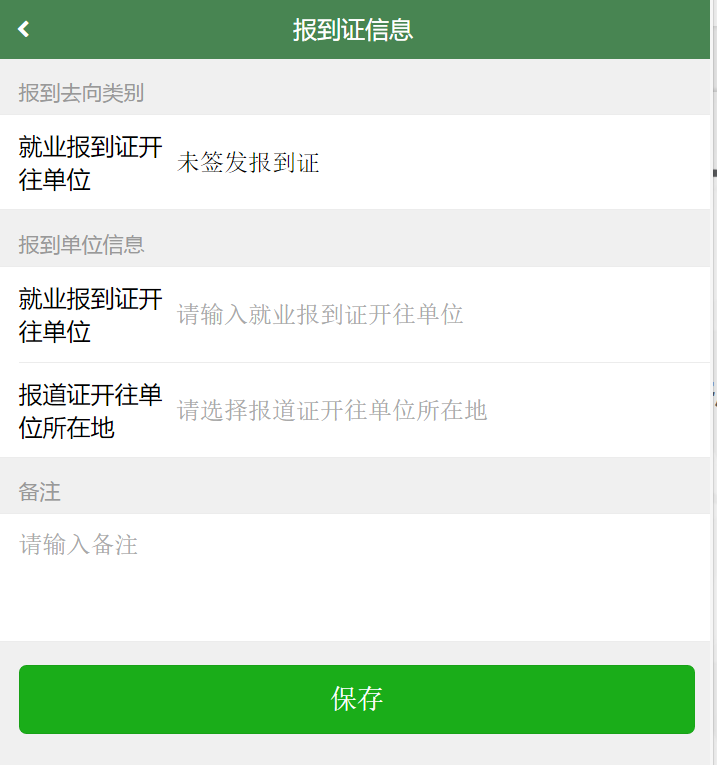 报到证信息
报到去向类别
就业报到证开
往单位
未签发报到证
报到单位信息
就业报到证开
往单位
请输入就业报到证开往单位
报道证开往单
位所在地
请选择报道证开往单位所在地
备注
请输入备注
保存